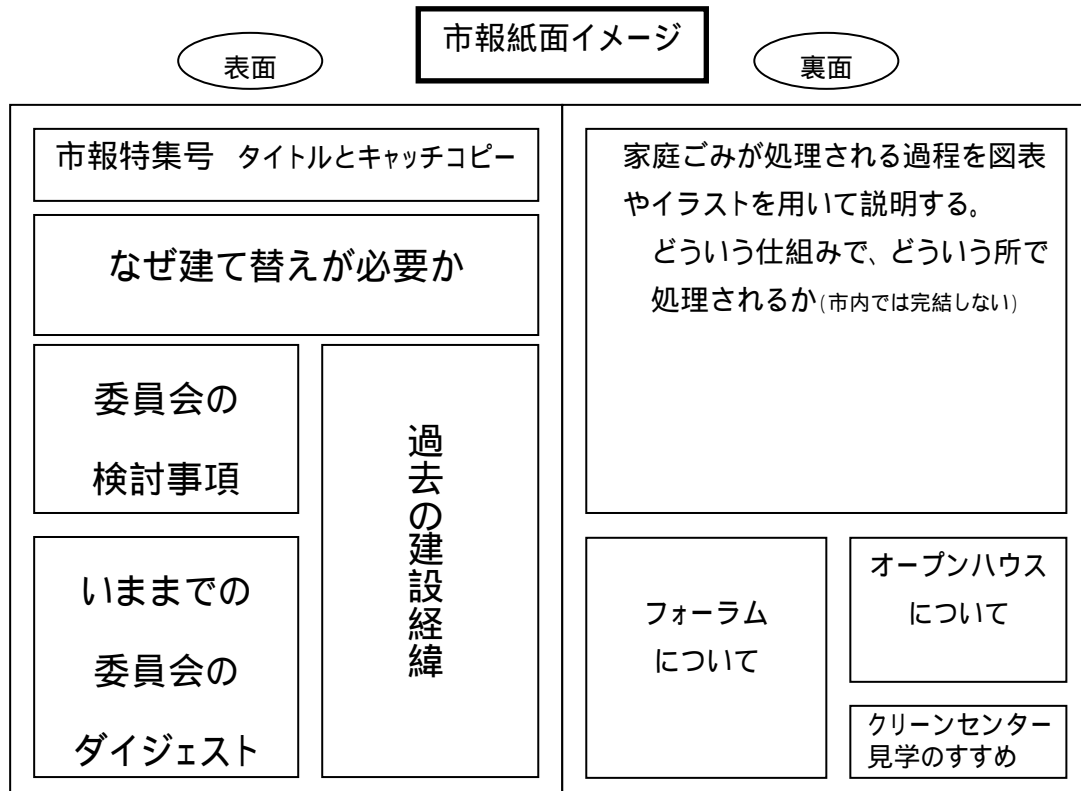 市報紙面イメージ
表面
裏面
市報特集号 タイトルとキャッチコピー
なぜ建て替えが必要か
委員会の
検討事項
いままでの
委員会の
ダイジェスト
過去の建設経緯
家庭ごみが処理される過程を図表
やイラストを用いて説明する。
どういう仕組みで、どういう所で
処理されるか(市内では完結しない)
フォーラム
について
オープンハウス
について
クリーンセンター
見学のすすめ